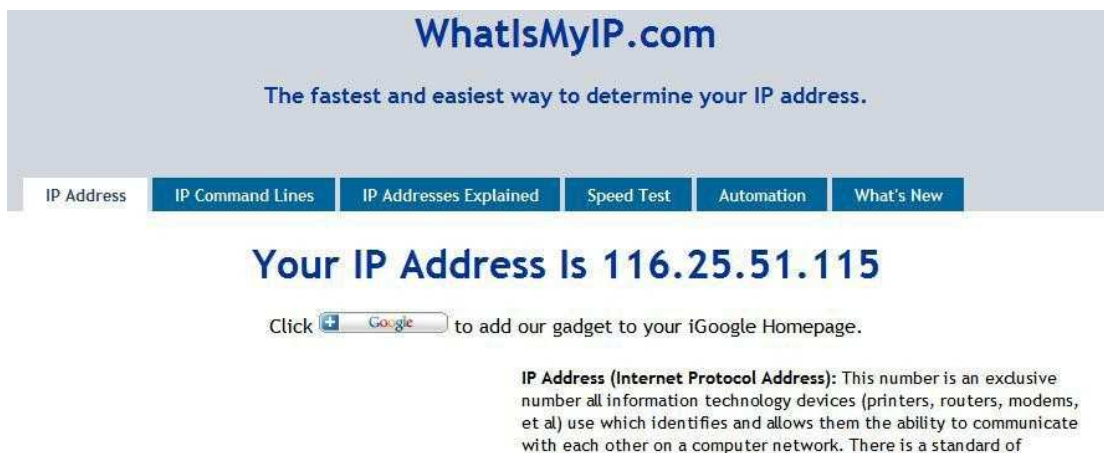 WhatIsMyIP.com
The fastest and easiest way to determine your IP address.
IP Address IP Command Lines IP Addresses Explained Speed Test Automation What's New
Your IP Address Is 116.25.51.115
Click Google to add our gadget to your iGoogle Homepage.
IP Address (Internet Protocol Address): This number is an exclusive
number all information technology devices (printers, routers, modems,
et al) use which identifies and allows them the ability to communicate
with each other on a computer network. There is a standard of